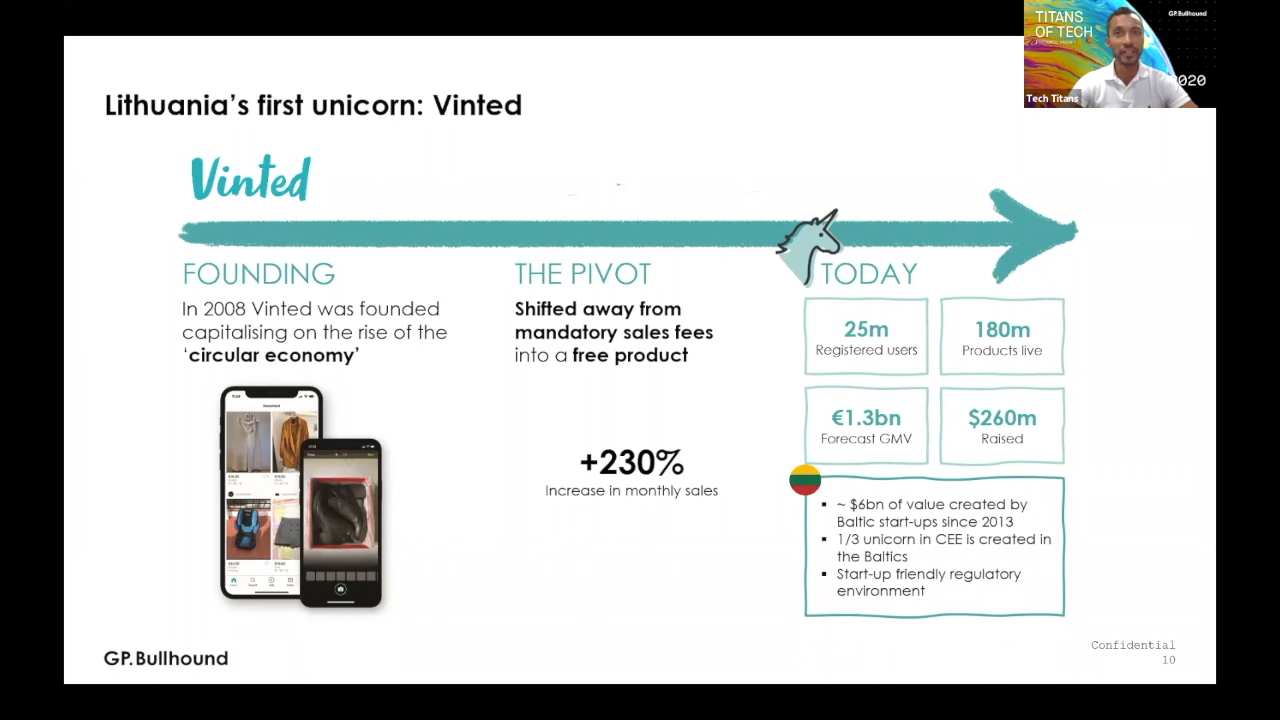 TITANS
OF TECH
GP.Bullhound
2020
Tech Titans
Lithuania's first unicorn: Vinted
Vinted
FOUNDING
In 2008 Vinted was founded
capitalising on the rise of the
'circular economy'
THE PIVOT
Shifted away from
mandatory sales fees
into a free product
+230%
Increase in monthly sales
TODAY
25m
Registered users
180m
Products live
€1.3bn
Forecast GMV
$260m
Raised
▪ ~ $6bn of value created by
Baltic start-ups since 2013
▪ 1/3 unicorn in CEE is created in
the Baltics
▪ Start-up friendly regulatory
environment
GP.Bullhound
Confidential
10